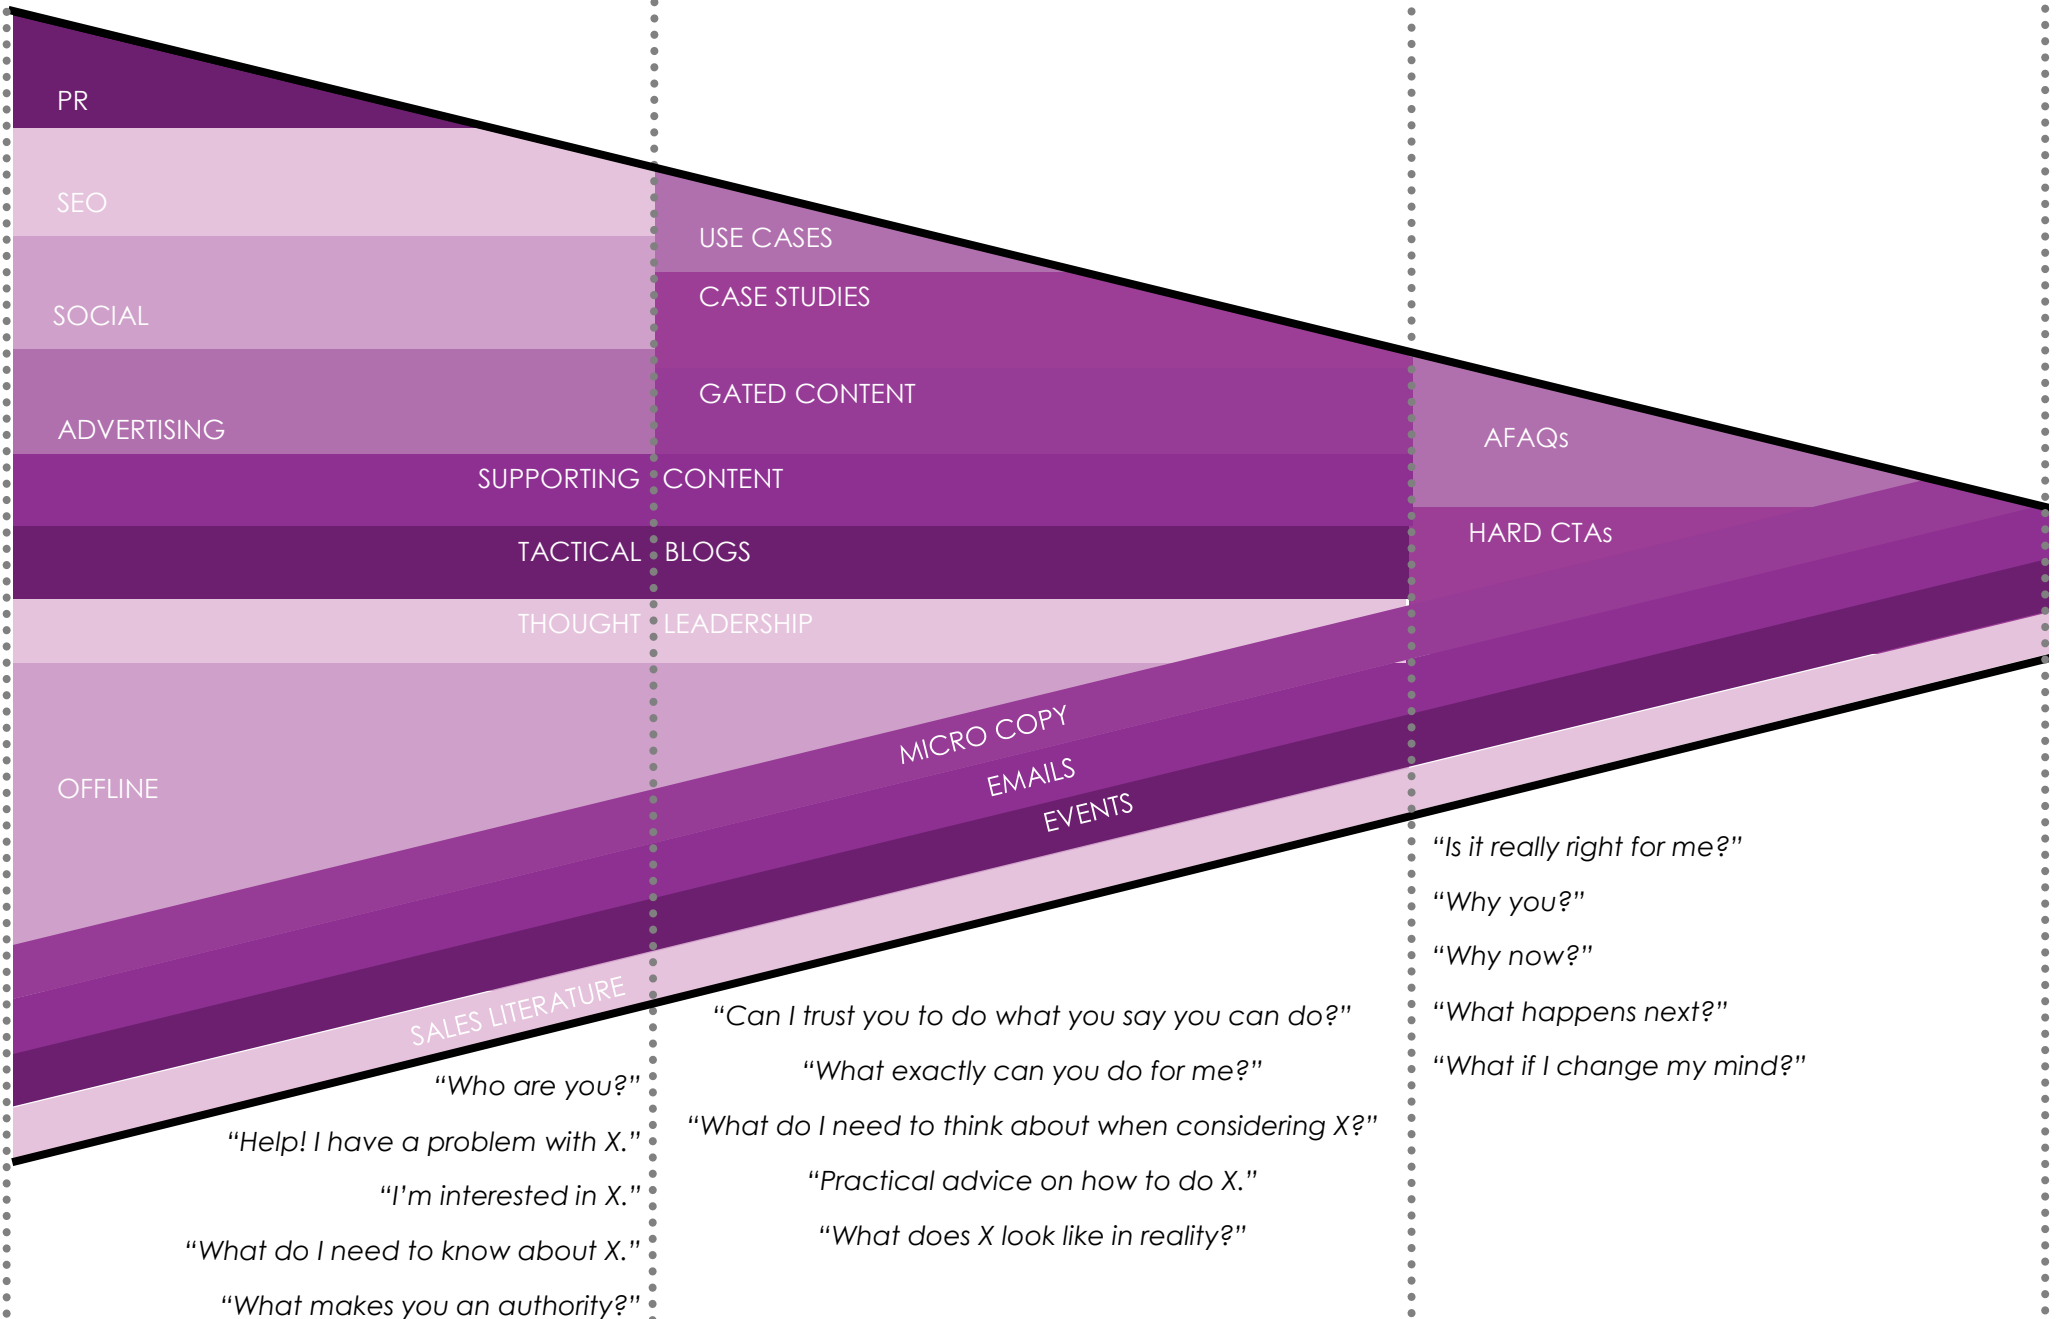 PR
SEO
SOCIAL
ADVERTISING
USE CASES
CASE STUDIES
GATED CONTENT
SUPPORTING CONTENT
TACTICAL BLOGS
THOUGHT LEADERSHIP
OFFLINE
AFAQs
HARD CTAs
MICRO COPY
EMAILS
EVENTS
SALES LITERATURE
“Who are you?”
“Help! I have a problem with X.”
“I’m interested in X.”
“What do I need to know about X.”
“What makes you an authority?”
“Can I trust you to do what you say you can do?”
“What exactly can you do for me?”
“What do I need to think about when considering X?”
“Practical advice on how to do X.”
“What does X look like in reality?”
“Is it really right for me?”
“Why you?”
“Why now?”
“What happens next?”
“What if I change my mind?”